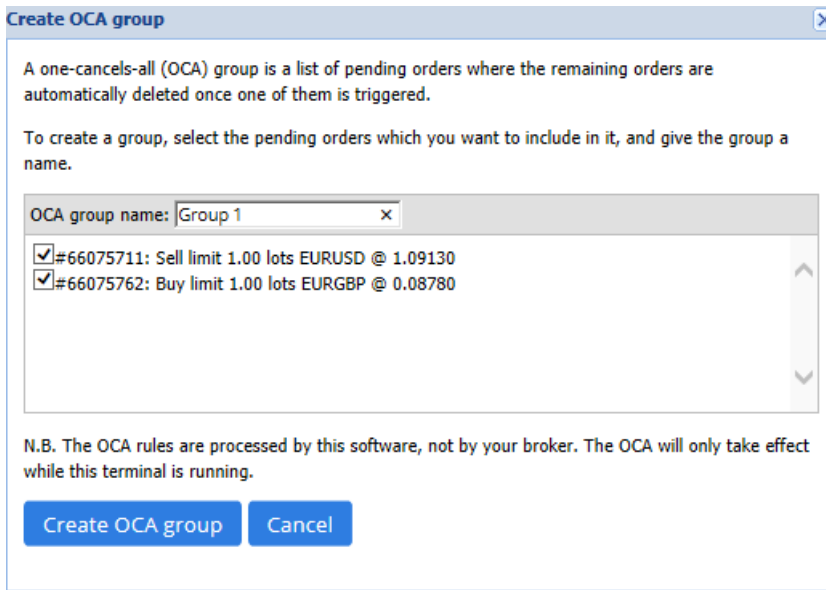 Create OCA group
A one-cancels-all (OCA) group is a list of pending orders where the remaining orders are
automatically deleted once one of them is triggered.
To create a group, select the pending orders which you want to include in it, and give the group a
name.
OCA group name: Group 1
#66075711: Sell limit 1.00 lots EURUSD @ 1.09130
#66075762: Buy limit 1.00 lots EURGBP @ 0.08780
N.B. The OCA rules are processed by this software, not by your broker. The OCA will only take effect
while this terminal is running.
Create OCA group Cancel